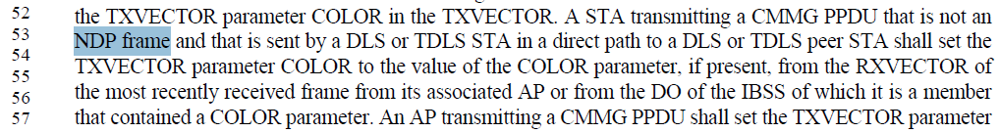 52 the TXVECTOR parameter COLOR in the TXVECTOR. A STA transmitting a CMMG PPDU that is not an
53 NDP frame and that is sent by a DLS or TDLS STA in a direct path to a DLS or TDLS peer STA shall set the
54 TXVECTOR parameter COLOR to the value of the COLOR parameter, if present, from the RXVECTOR of
55 the most recently received frame from its associated AP or from the DO of the IBSS of which it is a member
56 that contained a COLOR parameter. An AP transmitting a CMMG PPDU shall set the TXVECTOR parameter
57